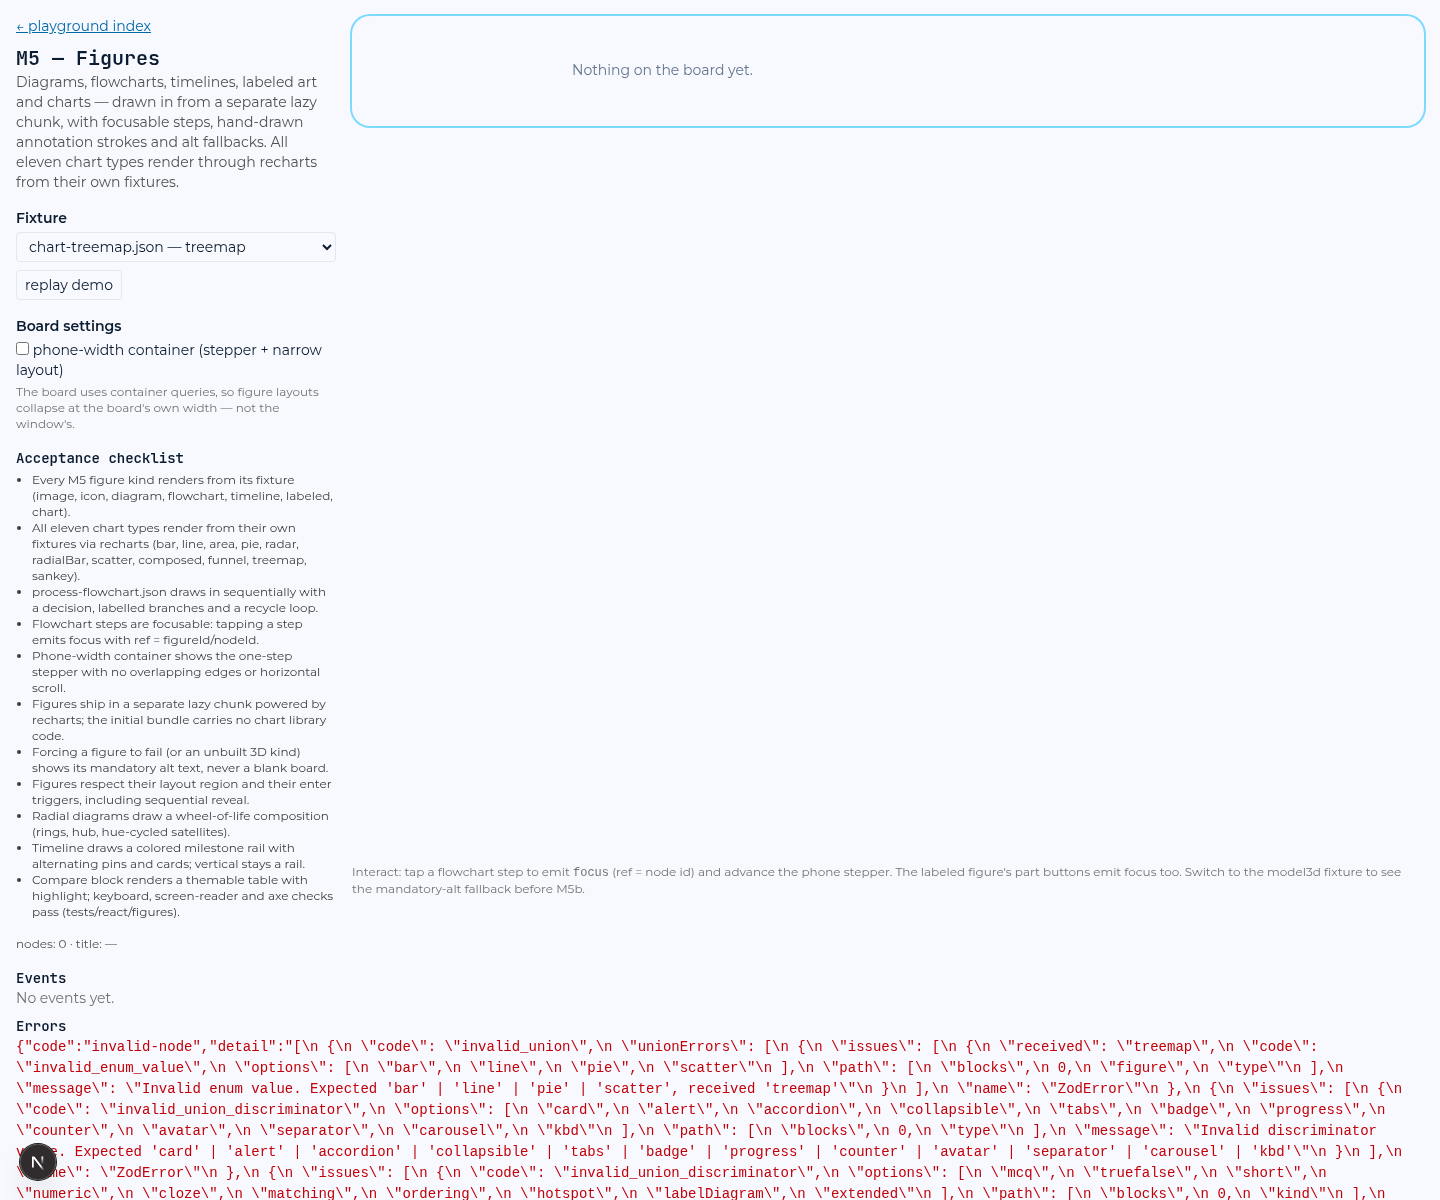 ← playground index
M5 — Figures
Diagrams, flowcharts, timelines, labeled art
and charts — drawn in from a separate lazy
chunk, with focusable steps, hand-drawn
annotation strokes and alt fallbacks. All
eleven chart types render through recharts
from their own fixtures.
Fixture
chart-treemap.json — treemap
replay demo
Board settings
phone-width container (stepper + narrow
layout)
The board uses container queries, so figure layouts
collapse at the board's own width — not the
window's.
Acceptance checklist
• Every M5 figure kind renders from its fixture
(image, icon, diagram, flowchart, timeline, labeled,
chart).
• All eleven chart types render from their own
fixtures via recharts (bar, line, area, pie, radar,
radialBar, scatter, composed, funnel, treemap,
sankey).
• process-flowchart.json draws in sequentially with
a decision, labelled branches and a recycle loop.
• Flowchart steps are focusable: tapping a step
emits focus with ref = figureId/nodeId.
• Phone-width container shows the one-step
stepper with no overlapping edges or horizontal
scroll.
• Figures ship in a separate lazy chunk powered by
recharts; the initial bundle carries no chart library
code.
• Forcing a figure to fail (or an unbuilt 3D kind)
shows its mandatory alt text, never a blank board.
• Figures respect their layout region and their enter
triggers, including sequential reveal.
• Radial diagrams draw a wheel-of-life composition
(rings, hub, hue-cycled satellites).
• Timeline draws a colored milestone rail with
alternating pins and cards; vertical stays a rail.
• Compare block renders a themable table with
highlight; keyboard, screen-reader and axe checks
pass (tests/react/figures).
nodes: 0 · title: —
Nothing on the board yet.
Interact: tap a flowchart step to emit focus (ref = node id) and advance the phone stepper. The labeled figure's part buttons emit focus too. Switch to the model3d fixture to see
the mandatory-alt fallback before M5b.
Events
No events yet.
Errors
{"code":"invalid-node","detail":"[\n {\n \"code\": \"invalid_union\",\n \"unionErrors\": [\n {\n \"issues\": [\n {\n \"received\": \"treemap\",\n \"code\":
\"invalid_enum_value\",\n \"options\": [\n \"bar\",\n \"line\",\n \"pie\",\n \"scatter\"\n ],\n \"path\": [\n \"blocks\",\n 0,\n \"figure\",\n \"type\"\n ],\n
\"message\": \"Invalid enum value. Expected 'bar' | 'line' | 'pie' | 'scatter', received 'treemap'\"\n }\n ],\n \"name\": \"ZodError\"\n },\n {\n \"issues\": [\n {\n
\"code\": \"invalid_union_discriminator\",\n \"options\": [\n \"card\",\n \"alert\",\n \"accordion\",\n \"collapsible\",\n \"tabs\",\n \"badge\",\n \"progress\",\n
\"counter\",\n \"avatar\",\n \"separator\",\n \"carousel\",\n \"kbd\"\n ],\n \"path\": [\n \"blocks\",\n 0,\n \"type\"\n ],\n \"message\": \"Invalid discriminator
Expected 'card' | 'alert' | 'accordion' | 'collapsible' | 'tabs' | 'badge' | 'progress' | 'counter' | 'avatar' | 'separator' | 'carousel' | 'kbd'\"\n }\n ],\n
\": \"ZodError\"\n },\n {\n \"issues\": [\n {\n \"code\": \"invalid_union_discriminator\",\n \"options\": [\n \"mcq\",\n \"truefalse\",\n \"short\",\n
\"numeric\",\n \"cloze\",\n \"matching\",\n \"ordering\",\n \"hotspot\",\n \"labelDiagram\",\n \"extended\"\n ],\n \"path\": [\n \"blocks\",\n 0,\n \"kind\"\n ],\n
N